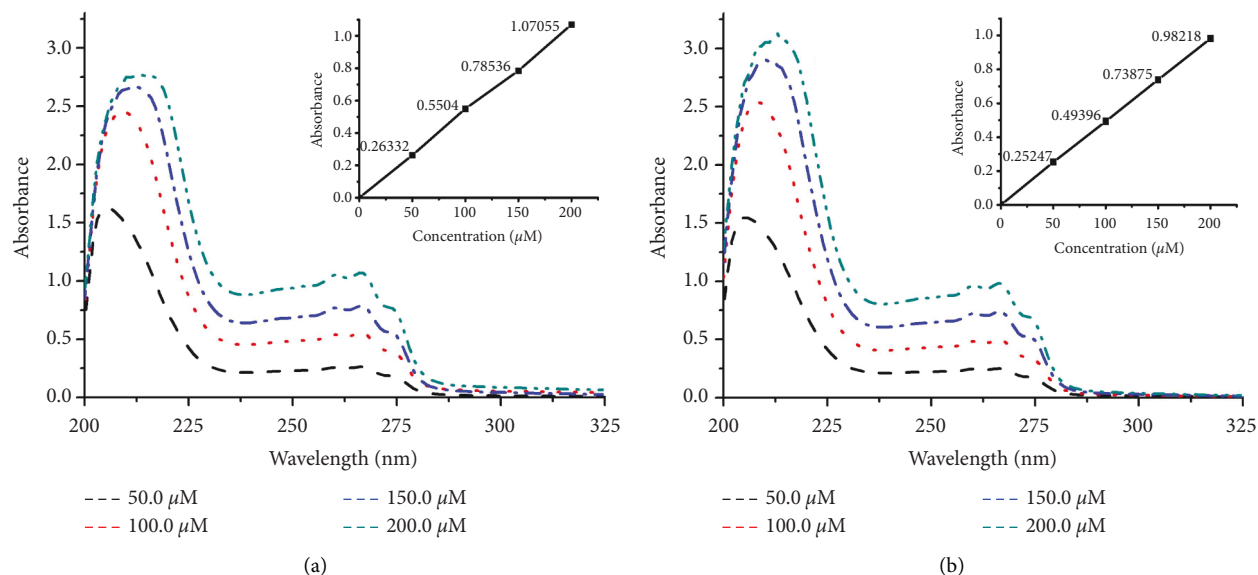 3.0
2.5
2.0
1.5
1.0
0.5
0.0
Absorbance
200 225 250 275 300 325
Wavelength (nm)
1.0
0.8
0.6
0.4
0.2
0.0
Absorbance
0.26332
0.5504
0.78536
1.07055
0 50 100 150 200
Concentration (µM)
50.0 µM
100.0 µM
150.0 µM
200.0 µM
(a)
3.0
2.5
2.0
1.5
1.0
0.5
0.0
Absorbance
200 225 250 275 300 325
Wavelength (nm)
1.0
0.8
0.6
0.4
0.2
0.0
Absorbance
0.25247
0.49396
0.73875
0.98218
0 50 100 150 200
Concentration (µM)
50.0 µM
100.0 µM
150.0 µM
200.0 µM
(b)